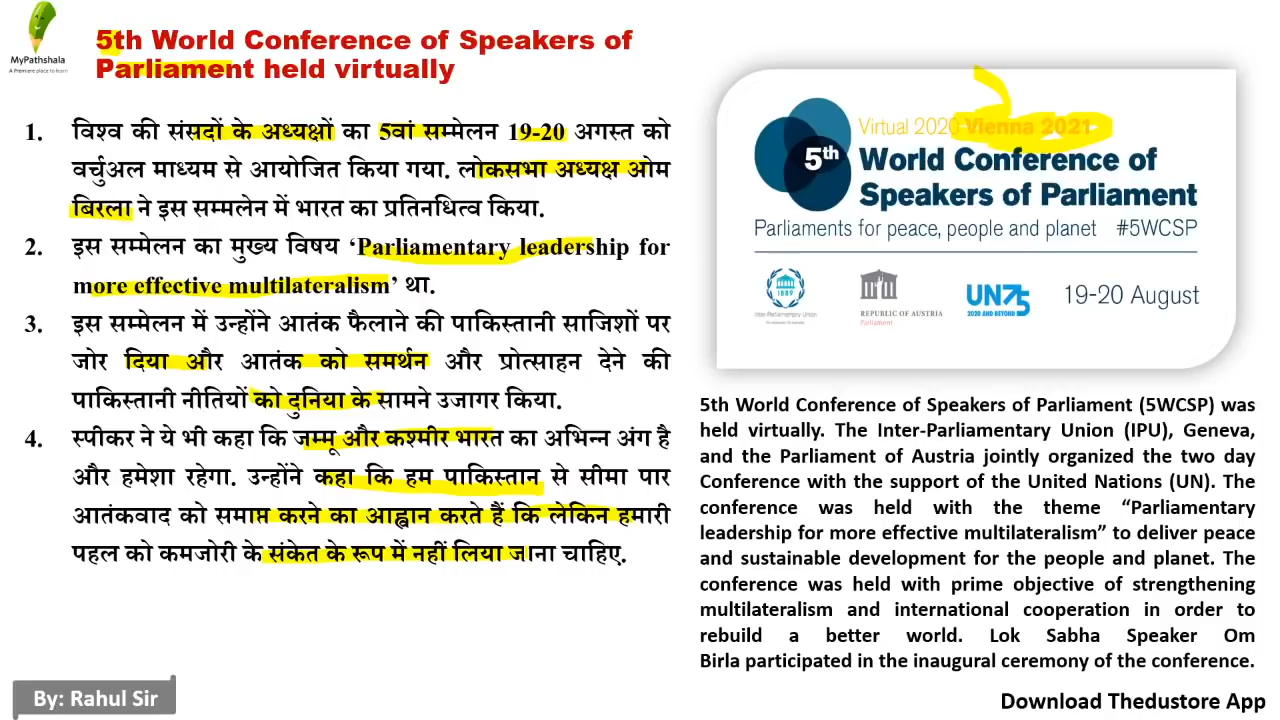 MyPathshala
A Premiere place to learn
5th World Conference of Speakers of
Parliament held virtually
1. विश्व की संसदों के अध्यक्षों का 5वां सम्मेलन 19-20 अगस्त को
वर्चुअल माध्यम से आयोजित किया गया. लोकसभा अध्यक्ष ओम
बिरला ने इस सम्मलेन में भारत का प्रतिनधित्व किया.
2. इस सम्मेलन का मुख्य विषय ‘Parliamentary leadership for
more effective multilateralism’ था.
3. इस सम्मेलन में उन्होंने आतंक फैलाने की पाकिस्तानी साजिशों पर
जोर दिया और आतंक को समर्थन और प्रोत्साहन देने की
पाकिस्तानी नीतियों को दुनिया के सामने उजागर किया.
4. स्पीकर ने ये भी कहा कि जम्मू और कश्मीर भारत का अभिन्न अंग है
और हमेशा रहेगा. उन्होंने कहा कि हम पाकिस्तान से सीमा पार
आतंकवाद को समाप्त करने का आह्वान करते हैं कि लेकिन हमारी
पहल को कमजोरी के संकेत के रूप में नहीं लिया जाना चाहिए.
Virtual 2020 Vienna 2021
5th World Conference of
Speakers of Parliament
Parliaments for peace, people and planet #5WCSP
1889
Inter-Parliamentary Union
REPUBLIC OF AUSTRIA
Parliament
UN75
2020 AND BEYOND
19-20 August
5th World Conference of Speakers of Parliament (5WCSP) was
held virtually. The Inter-Parliamentary Union (IPU), Geneva,
and the Parliament of Austria jointly organized the two day
Conference with the support of the United Nations (UN). The
conference was held with the theme “Parliamentary
leadership for more effective multilateralism” to deliver peace
and sustainable development for the people and planet. The
conference was held with prime objective of strengthening
multilateralism and international cooperation in order to
rebuild a better world. Lok Sabha Speaker Om
Birla participated in the inaugural ceremony of the conference.
By: Rahul Sir
Download Thedustore App